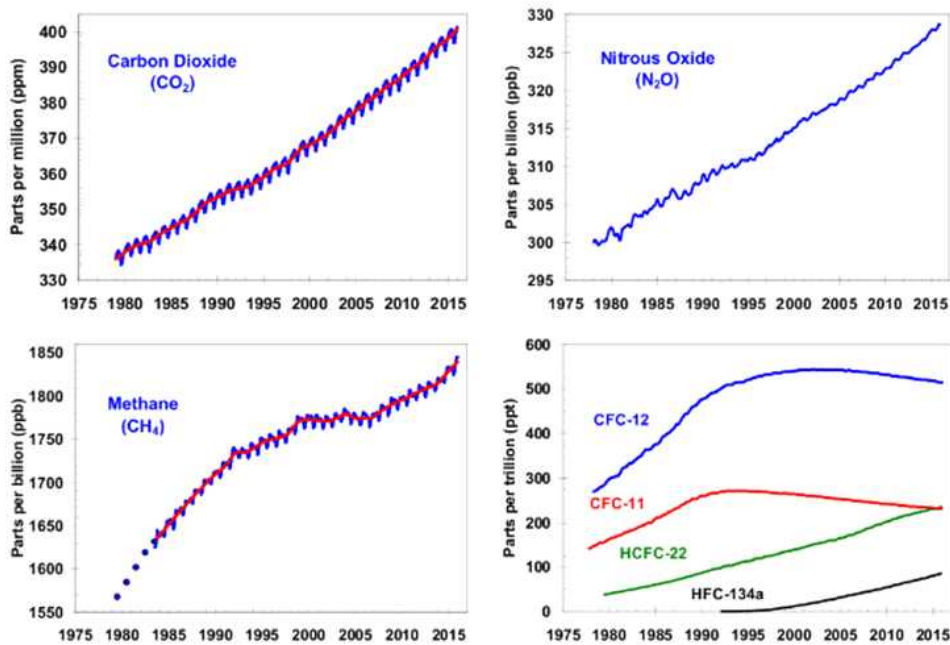 Parts per million (ppm)
400
390
380
370
360
350
340
330
Carbon Dioxide
(CO₂)
1975 1980 1985 1990 1995 2000 2005 2010 2015
Parts per billion (ppb)
330
325
320
315
310
305
300
295
Nitrous Oxide
(N₂O)
1975 1980 1985 1990 1995 2000 2005 2010 2015
Parts per billion (ppb)
1850
1800
1750
1700
1650
1600
1550
Methane
(CH₄)
1975 1980 1985 1990 1995 2000 2005 2010 2015
Parts per trillion (ppt)
600
500
400
300
200
100
0
CFC-12
CFC-11
HCFC-22
HFC-134a
1975 1980 1985 1990 1995 2000 2005 2010 2015